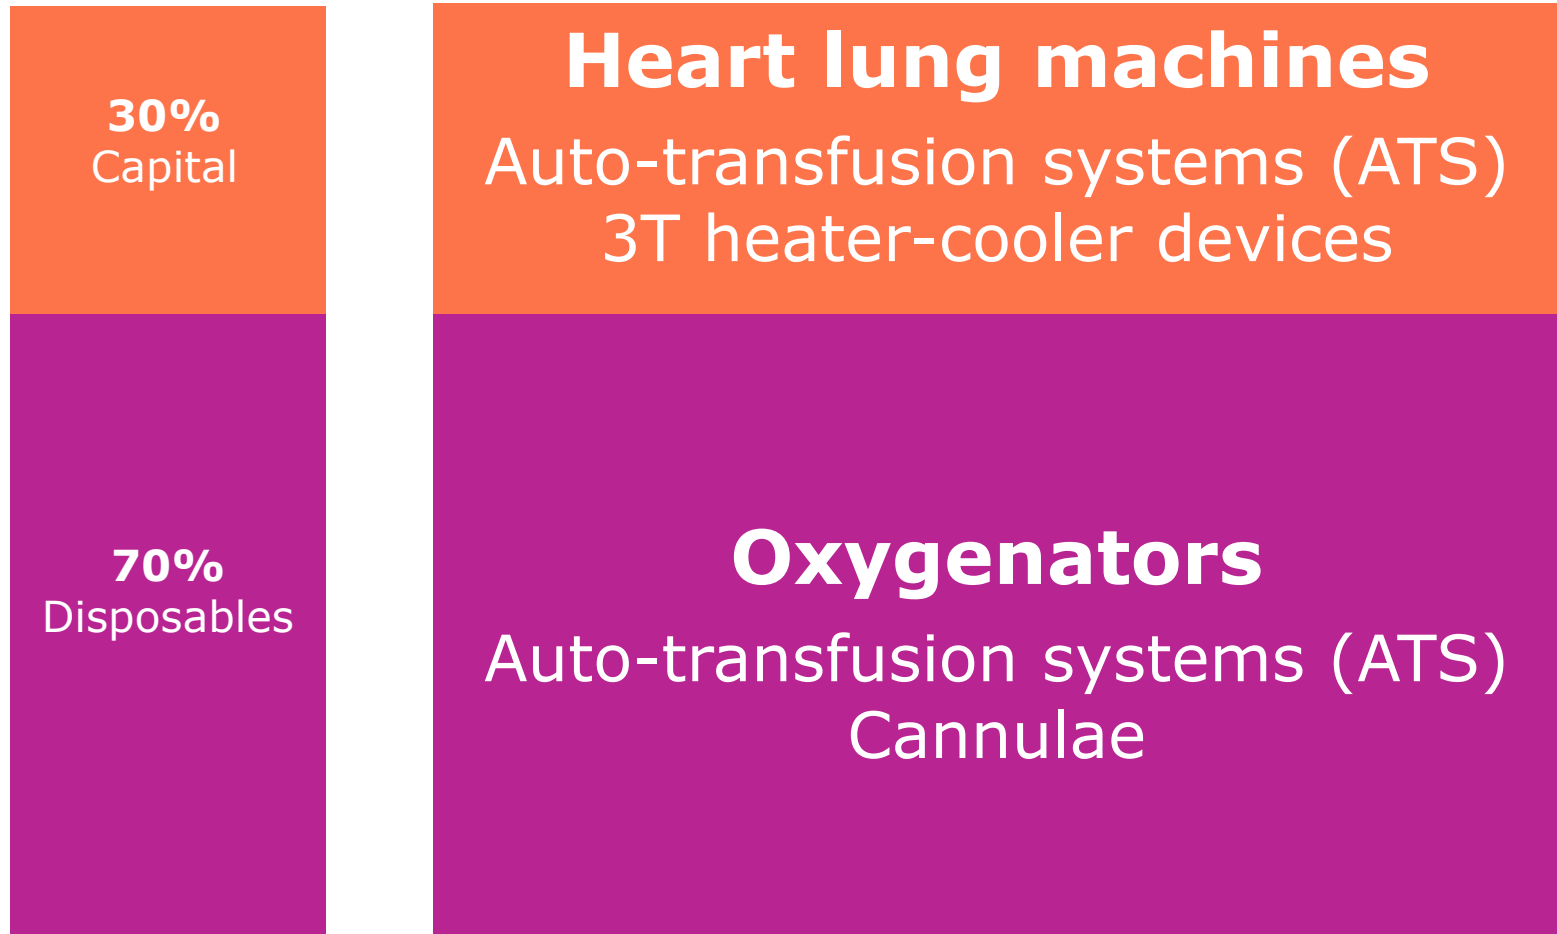 30%
Capital
Heart lung machines
Auto-transfusion systems (ATS)
3T heater-cooler devices
70%
Disposables
Oxygenators
Auto-transfusion systems (ATS)
Cannulae